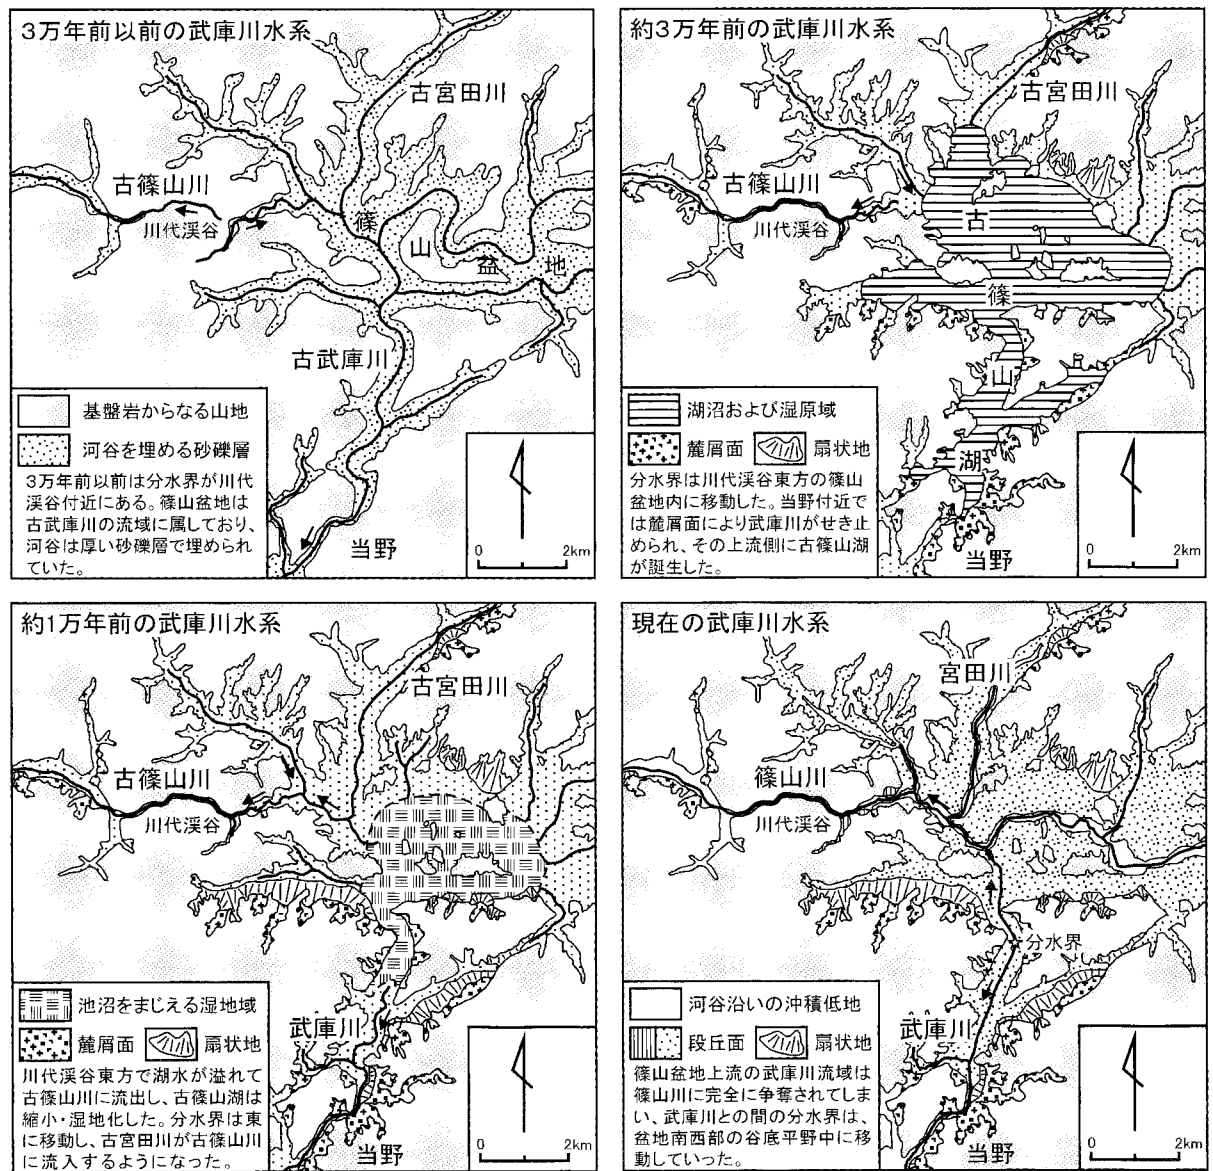 3万年前以前の武庫川水系
古宮田川
古篠山川
川代渓谷
篠
山
盆
地
古武庫川
基盤岩からなる山地
河谷を埋める砂礫層
3万年前以前は分水界が川代
渓谷付近にある。篠山盆地は
古武庫川の流域に属しており、
河谷は厚い砂礫層で埋められ
ていた。
当野
0 2km
約3万年前の武庫川水系
古宮田川
古篠山川
川代渓谷
古
篠
山
湖
湖沼および湿原域
麓屑面 扇状地
分水界は川代渓谷東方の篠山
盆地内に移動した。当野付近で
は麓屑面により武庫川がせき止
められ、その上流側に古篠山湖
が誕生した。
当野
0 2km
約1万年前の武庫川水系
古宮田川
古篠山川
川代渓谷
池沼をまじえる湿地域
武庫川
麓屑面 扇状地
川代渓谷東方で湖水が溢れて
古篠山川に流出し、古篠山湖は
縮小・湿地化した。分水界は東
に移動し、古宮田川が古篠山川
に流入するようになった。
当野
0 2km
現在の武庫川水系
宮田川
篠山川
川代渓谷
分水界
河谷沿いの沖積低地
武庫川
段丘面 扇状地
篠山盆地上流の武庫川流域は
篠山川に完全に争奪されてしま
い、武庫川との間の分水界は、
盆地南西部の谷底平野中に移
動していった。
当野
0 2km